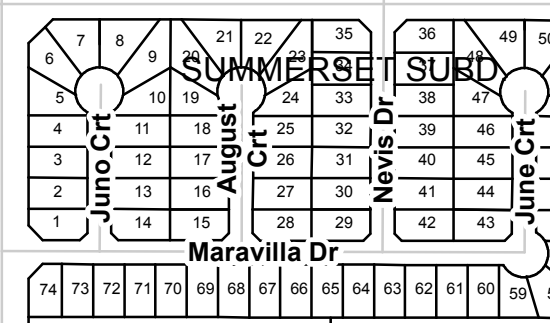 7 8 21 22 35 36 49 50
6 9 20 23 34 37 48
SUMMERSET SUBD
5 10 19 24 33 38 47
4 11 18 25 32 39 46
3 12 17 26 31 40 45
2 13 16 27 30 41 44
1 14 15 28 29 42 43
Juno Crt
August
Crt
Nevis Dr
June Crt
Maravilla Dr
74 73 72 71 70 69 68 67 66 65 64 63 62 61 60 59